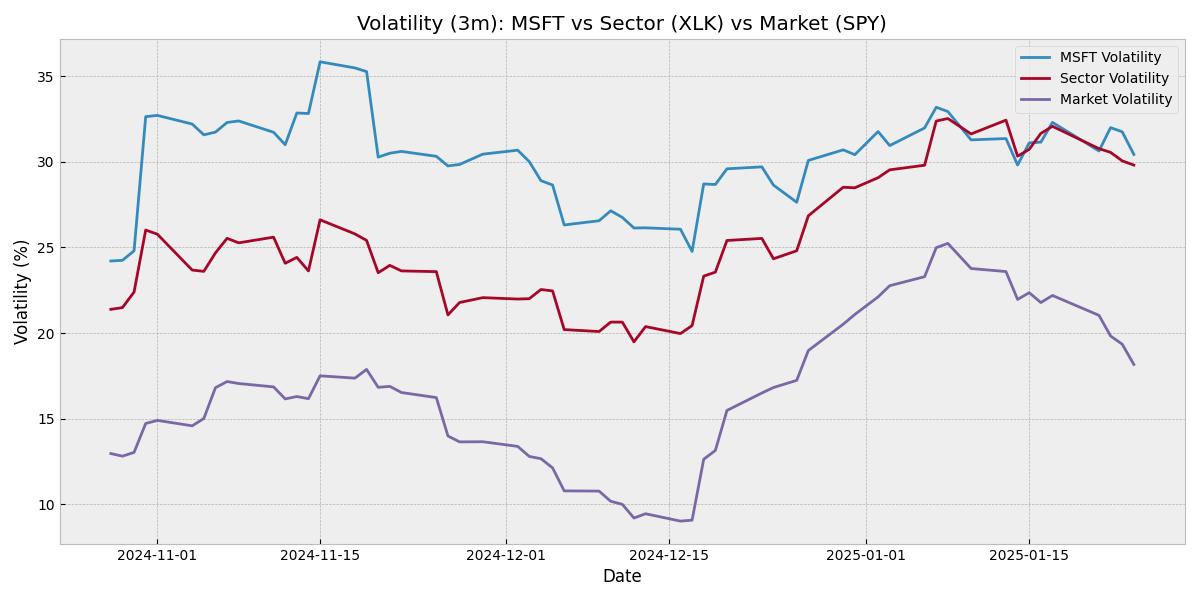 Volatility (3m): MSFT vs Sector (XLK) vs Market (SPY)
MSFT Volatility
Sector Volatility
Market Volatility
Volatility (%)
35
30
25
20
15
10
2024-11-01
2024-11-15
2024-12-01
2024-12-15
2025-01-01
2025-01-15
Date